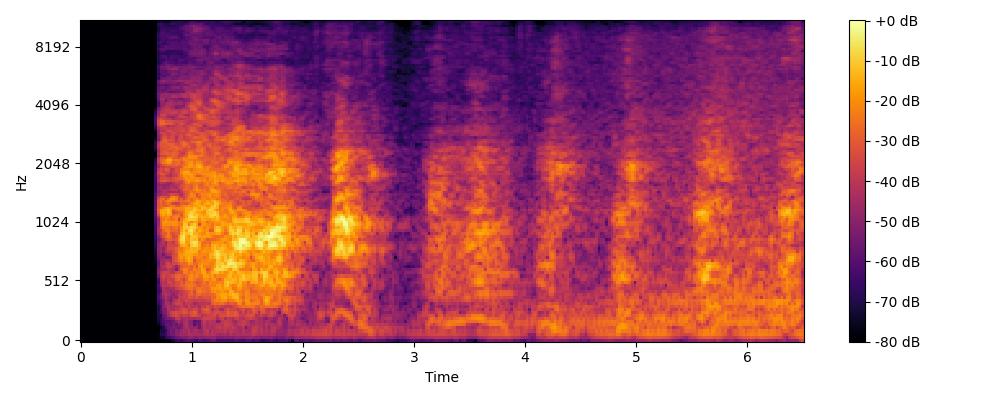 8192
4096
2048
1024
512
0
Hz
0 1 2 3 4 5 6
Time
+0 dB
-10 dB
-20 dB
-30 dB
-40 dB
-50 dB
-60 dB
-70 dB
-80 dB